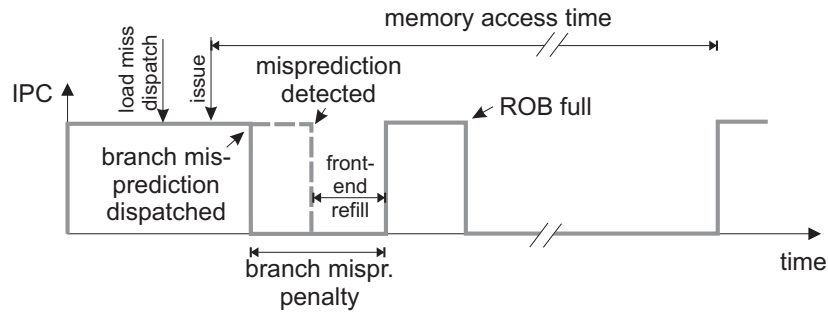 memory access time
load miss
dispatch
issue
misprediction
detected
IPC
ROB full
branch mis-
prediction
dispatched
front-
end
refill
time
branch mispr.
penalty